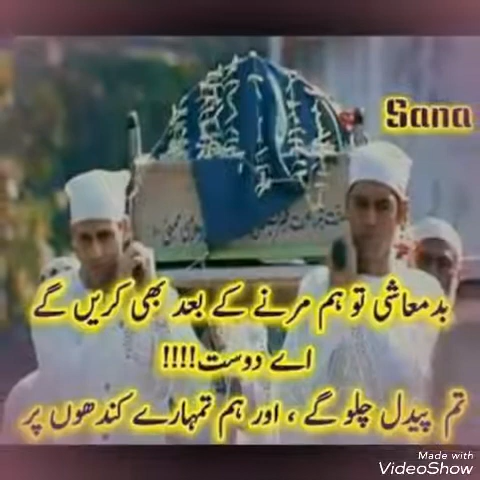 Sana
بدمعاشی تو ہم مرنے کے بعد بھی کریں گے
اے دوست!!!!
تم پیدل چلو گے ، اور ہم تمہارے کندھوں پر
Made with
VideoShow